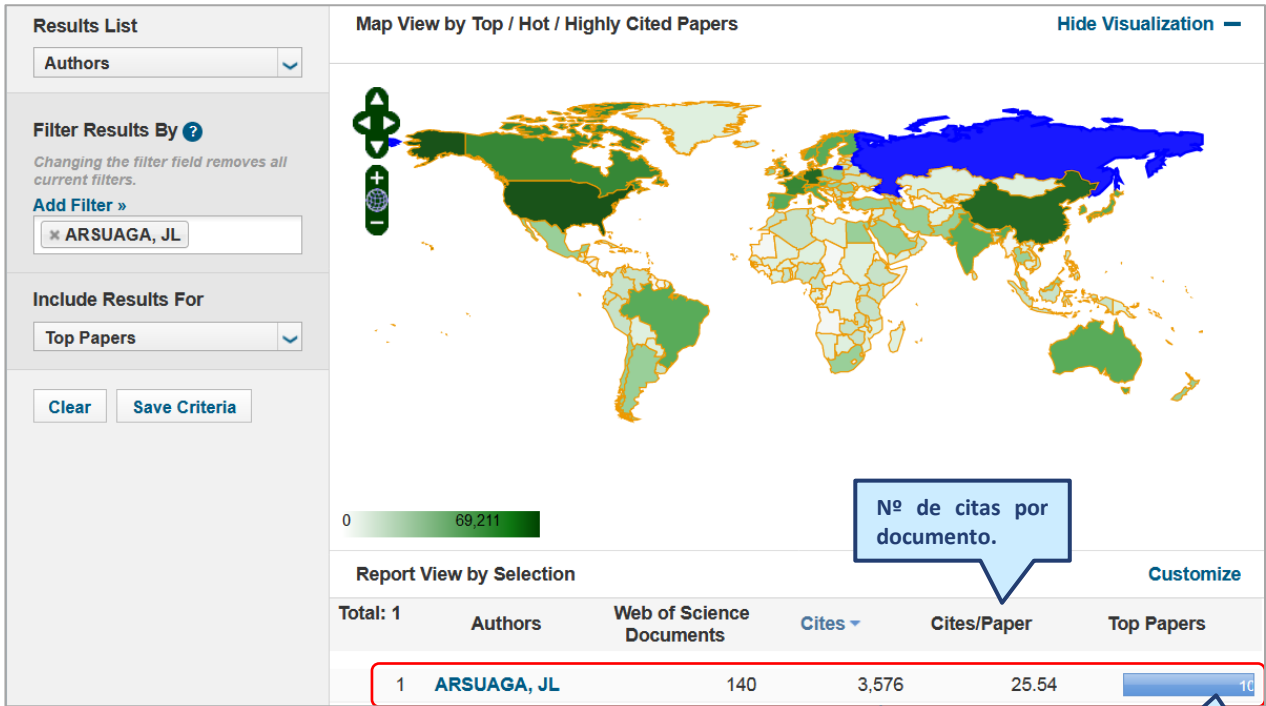 Results List
Authors
Filter Results By ?
Changing the filter field removes all
current filters.
Add Filter »
× ARSUAGA, JL
Include Results For
Top Papers
Clear
Save Criteria
Map View by Top / Hot / Highly Cited Papers
Hide Visualization −
+
−
0
69,211
Nº de citas por
documento.
Report View by Selection
Customize
Total: 1
Authors
Web of Science
Documents
Cites
Cites/Paper
Top Papers
1 ARSUAGA, JL 140 3,576 25.54 10